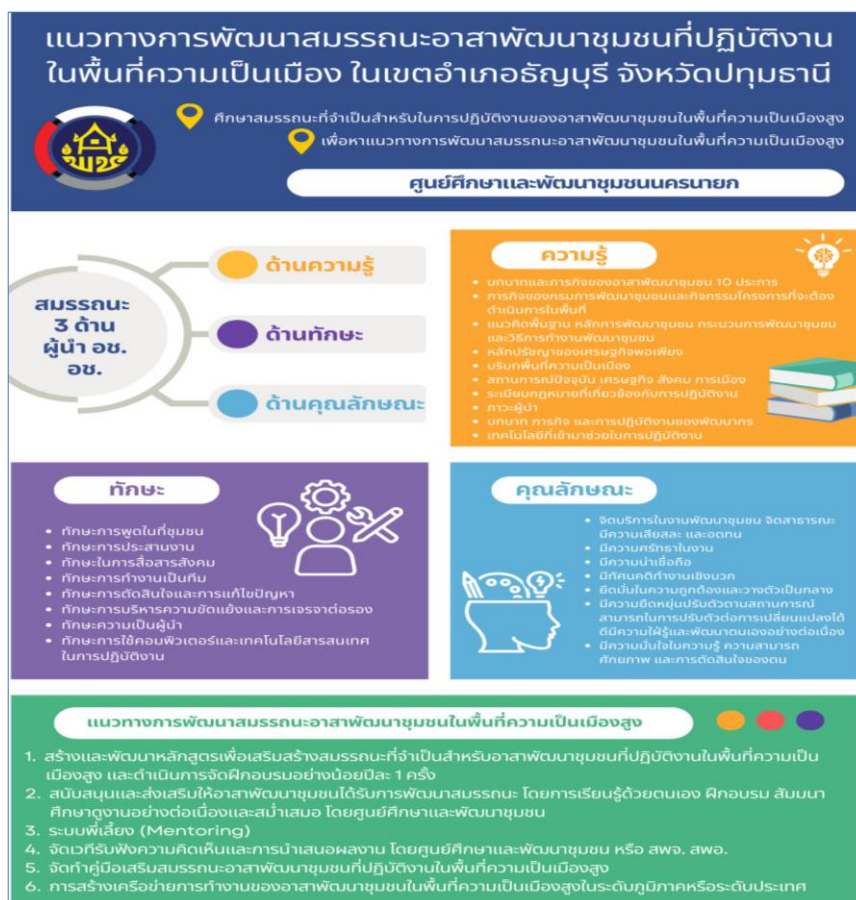 แนวทางการพัฒนาสมรรถนะอาสาพัฒนาชุมชนที่ปฏิบัติงาน
ในพื้นที่ความเป็นเมือง ในเขตอำเภอธัญบุรี จังหวัดปทุมธานี
ศึกษาสมรรถนะที่จำเป็นสำหรับในการปฏิบัติงานของอาสาพัฒนาชุมชนในพื้นที่ความเป็นเมืองสูง
เพื่อหาแนวทางการพัฒนาสมรรถนะอาสาพัฒนาชุมชนในพื้นที่ความเป็นเมืองสูง
ศูนย์ศึกษาและพัฒนาชุมชนนครนายก
สมรรถนะ
3 ด้าน
ผู้นำ อช.
อช.
ด้านความรู้
ด้านทักษะ
ด้านคุณลักษณะ
ความรู้
• บทบาทและภารกิจของอาสาพัฒนาชุมชน 10 ประการ
• ภารกิจของกรมการพัฒนาชุมชนและกิจกรรมโครงการที่จะต้อง
ดำเนินการในพื้นที่
• แนวคิดพื้นฐาน หลักการพัฒนาชุมชน กระบวนการพัฒนาชุมชน
และวิธีการทำงานพัฒนาชุมชน
• หลักปรัชญาของเศรษฐกิจพอเพียง
• บริบทพื้นที่ความเป็นเมือง
• สถานการณ์ปัจจุบัน เศรษฐกิจ สังคม การเมือง
• ระเบียบกฎหมายที่เกี่ยวข้องกับการปฏิบัติงาน
• ภาวะผู้นำ
• บทบาท ภารกิจ และการปฏิบัติงานของพัฒนากร
• เทคโนโลยีที่เข้ามาช่วยในการปฏิบัติงาน
ทักษะ
• ทักษะการพูดในที่ชุมชน
• ทักษะการประสานงาน
• ทักษะในการสื่อสารสังคม
• ทักษะการทำงานเป็นทีม
• ทักษะการตัดสินใจและการแก้ไขปัญหา
• ทักษะการบริหารความขัดแย้งและการเจรจาต่อรอง
• ทักษะความเป็นผู้นำ
• ทักษะการใช้คอมพิวเตอร์และเทคโนโลยีสารสนเทศ
ในการปฏิบัติงาน
คุณลักษณะ
• จิตบริการในงานพัฒนาชุมชน จิตสาธารณะ
มีความเสียสละ และอดทน
• มีความศรัทธาในงาน
• มีความน่าเชื่อถือ
• มีทัศนคติทำงานเชิงบวก
• ยึดมั่นในความถูกต้องและวางตัวเป็นกลาง
• มีความยืดหยุ่นปรับตัวตามสถานการณ์
สามารถในการปรับตัวต่อการเปลี่ยนแปลงได้
ดีมีความใฝ่รู้และพัฒนาตนเองอย่างต่อเนื่อง
• มีความมั่นใจในความรู้ ความสามารถ
ศักยภาพ และการตัดสินใจของตน
แนวทางการพัฒนาสมรรถนะอาสาพัฒนาชุมชนในพื้นที่ความเป็นเมืองสูง
1. สร้างและพัฒนาหลักสูตรเพื่อเสริมสร้างสมรรถนะที่จำเป็นสำหรับอาสาพัฒนาชุมชนที่ปฏิบัติงานในพื้นที่ความเป็น
เมืองสูง และดำเนินการจัดฝึกอบรมอย่างน้อยปีละ 1 ครั้ง
2. สนับสนุนและส่งเสริมให้อาสาพัฒนาชุมชนได้รับการพัฒนาสมรรถนะ โดยการเรียนรู้ด้วยตนเอง ฝึกอบรม สัมมนา
ศึกษาดูงานอย่างต่อเนื่องและสม่ำเสมอ โดยศูนย์ศึกษาและพัฒนาชุมชน
3. ระบบพี่เลี้ยง (Mentoring)
4. จัดเวทีรับฟังความคิดเห็นและการนำเสนอผลงาน โดยศูนย์ศึกษาและพัฒนาชุมชน หรือ สพจ. สพอ.
5. จัดทำคู่มือเสริมสมรรถนะอาสาพัฒนาชุมชนที่ปฏิบัติงานในพื้นที่ความเป็นเมืองสูง
6. การสร้างเครือข่ายการทำงานของอาสาพัฒนาชุมชนในพื้นที่ความเป็นเมืองสูงในระดับภูมิภาคหรือระดับประเทศ